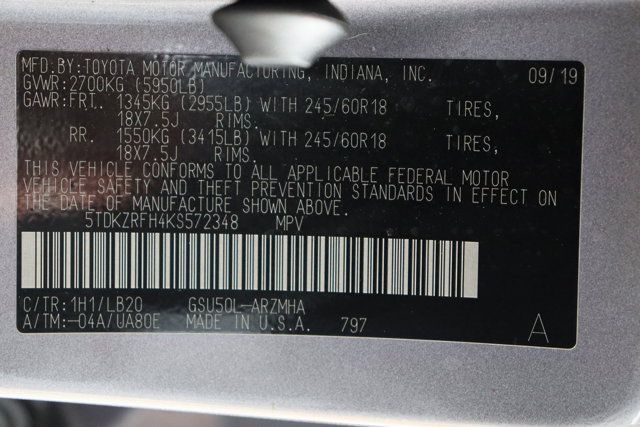 MFD.BY:TOYOTA MOTOR MANUFACTURING, INDIANA, INC. 09/19
GVWR:2700KG (5950LB)
GAWR:FRT. 1345KG (2955LB) WITH 245/60R18 TIRES,
18X7.5J RIMS.
RR. 1550KG (3415LB) WITH 245/60R18 TIRES,
18X7.5J RIMS.
THIS VEHICLE CONFORMS TO ALL APPLICABLE FEDERAL MOTOR
VEHICLE SAFETY AND THEFT PREVENTION STANDARDS IN EFFECT ON
THE DATE OF MANUFACTURE SHOWN ABOVE.
5TDKZRFH4KS572348 MPV
C/TR:1H1/LB20 GSU50L-ARZMHA
A/TM:-04A/UA80E MADE IN U.S.A. 797 A